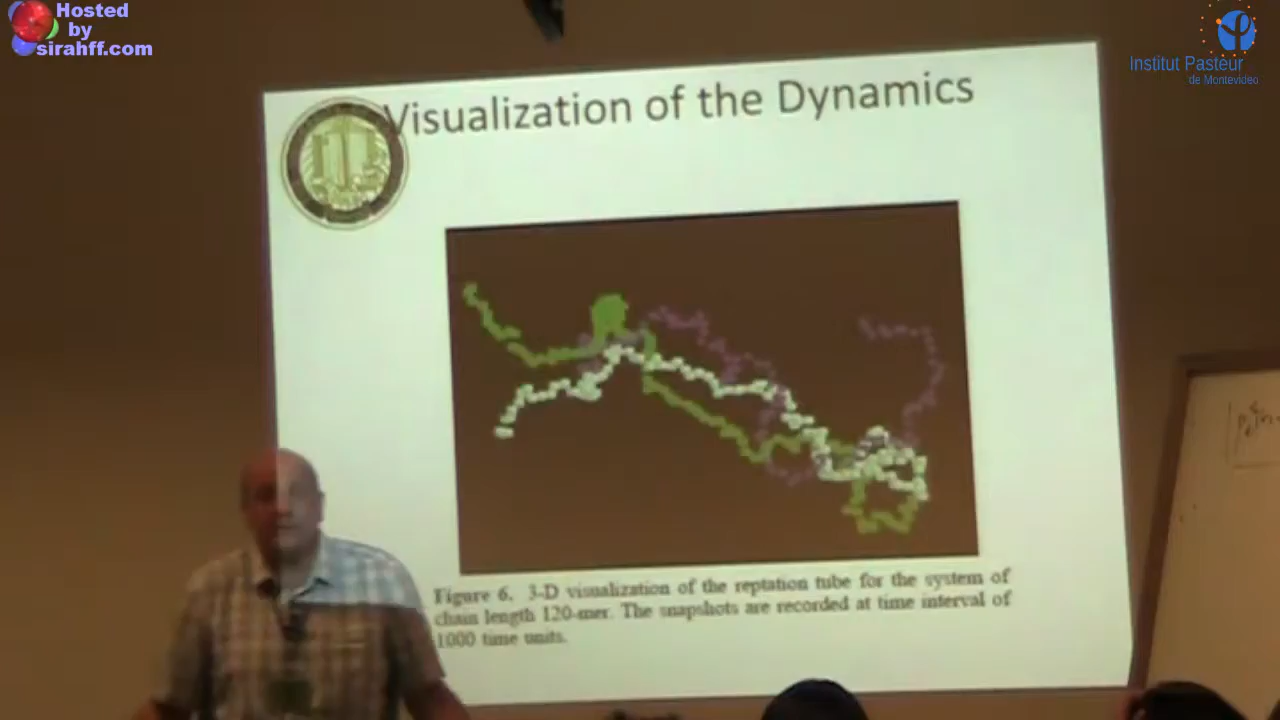 Hosted
by
sirahff.com
Institut Pasteur
de Montevideo
Visualization of the Dynamics
Figure 6. 3-D visualization of the reptation tube for the system of
chain length 120-mer. The snapshots are recorded at time interval of
1000 time units.